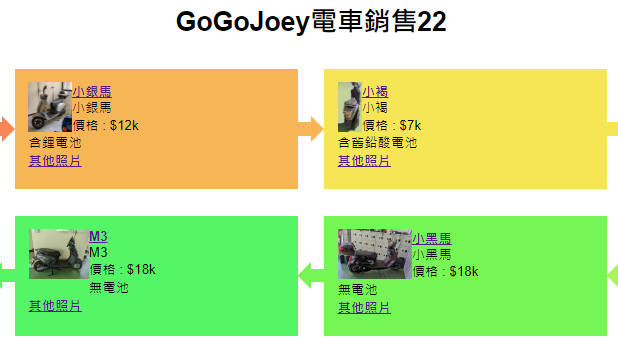 GoGoJoey電車銷售22
小銀馬
小銀馬
價格 : $12k
含鋰電池
其他照片
小褐
小褐
價格 : $7k
含舊鉛酸電池
其他照片
M3
M3
價格 : $18k
無電池
其他照片
小黑馬
小黑馬
價格 : $18k
無電池
其他照片